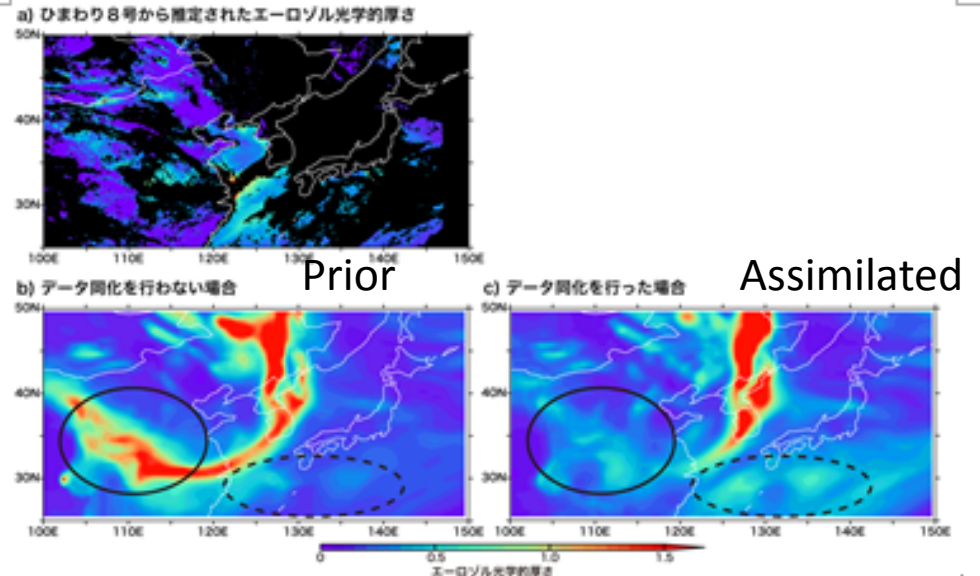 a) ひまわり８号から推定されたエーロゾル光学的厚さ
50N
40N
30N
100E 110E 120E 130E 140E 150E
Prior
Assimilated
b) データ同化を行わない場合
c) データ同化を行った場合
50N
40N
30N
100E 110E 120E 130E 140E 150E
50N
40N
30N
100E 110E 120E 130E 140E 150E
0 0.5 1.0 1.5
エーロゾル光学的厚さ